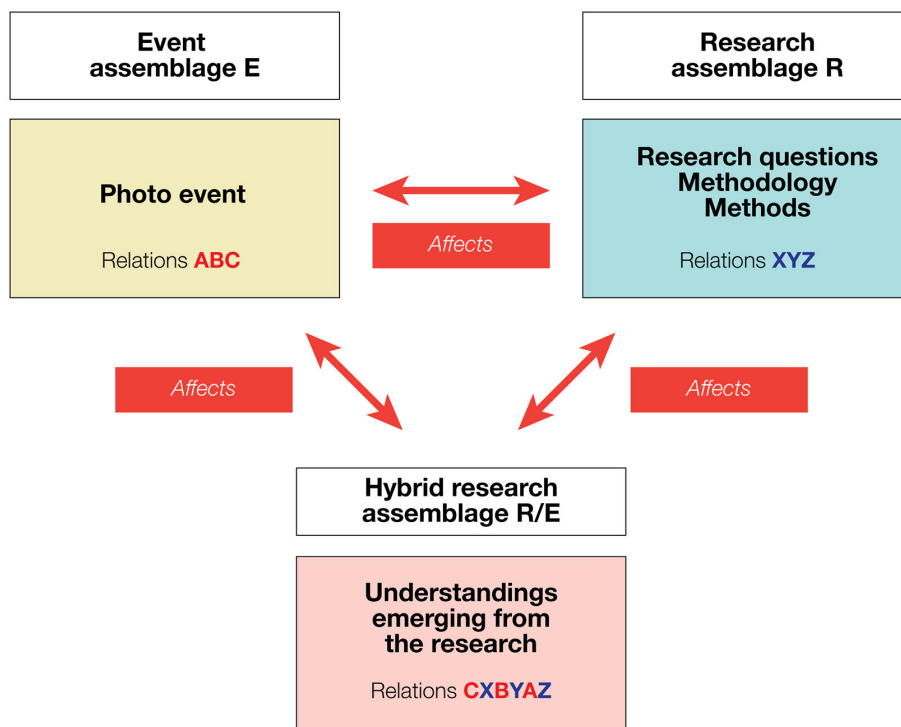 Event
assemblage E
Research
assemblage R
Photo event
Relations ABC
Affects
Research questions
Methodology
Methods
Relations XYZ
Affects
Affects
Hybrid research
assemblage R/E
Understandings
emerging from
the research
Relations CXBYAZ